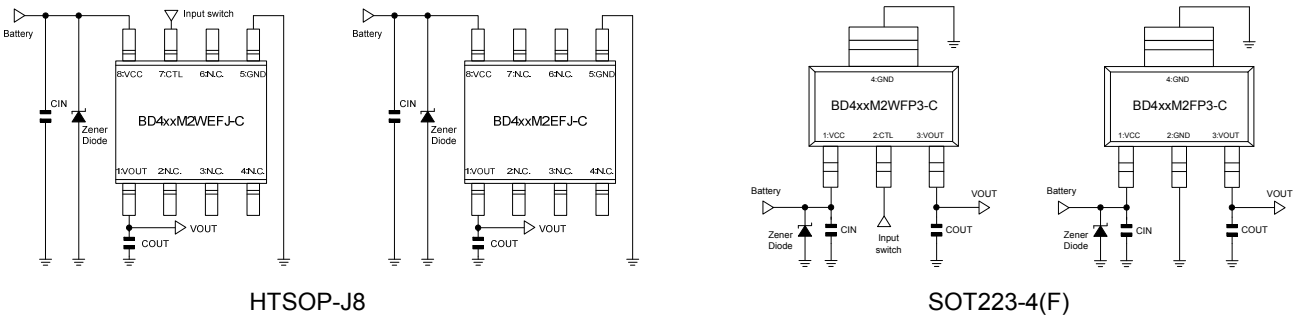 Battery
Input switch
8:VCC 7:CTL 6:N.C. 5:GND
CIN
Zener
Diode
BD4xxM2WEFJ-C
1:VOUT 2:N.C. 3:N.C. 4:N.C.
VOUT
COUT
Battery
8:VCC 7:N.C. 6:N.C. 5:GND
CIN
Zener
Diode
BD4xxM2EFJ-C
1:VOUT 2:N.C. 3:N.C. 4:N.C.
VOUT
COUT
HTSOP-J8
4:GND
BD4xxM2WFP3-C
1:VCC 2:CTL 3:VOUT
Battery
VOUT
Zener
Diode
CIN
Input
switch
COUT
4:GND
BD4xxM2FP3-C
1:VCC 2:GND 3:VOUT
Battery
VOUT
Zener
Diode
CIN
COUT
SOT223-4(F)